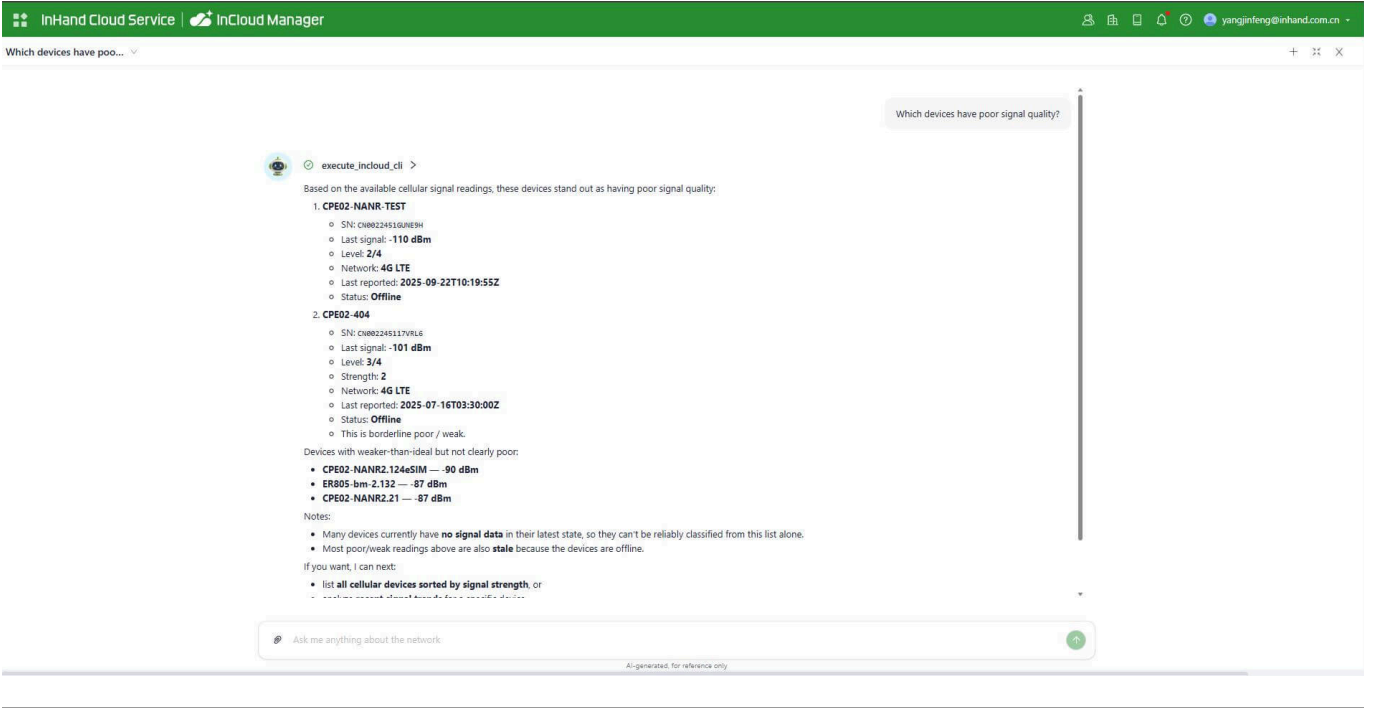 InHand Cloud Service | InCloud Manager
yangjinfeng@inhand.com.cn
Which devices have poo...
Which devices have poor signal quality?
execute_incloud_cli
Based on the available cellular signal readings, these devices stand out as having poor signal quality:
1. CPE02-NANR-TEST
SN: CN0022451GUNE9H
Last signal: -110 dBm
Level: 2/4
Network: 4G LTE
Last reported: 2025-09-22T10:19:55Z
Status: Offline
2. CPE02-404
SN: CN002245117VRL6
Last signal: -101 dBm
Level: 3/4
Strength: 2
Network: 4G LTE
Last reported: 2025-07-16T03:30:00Z
Status: Offline
This is borderline poor / weak.
Devices with weaker-than-ideal but not clearly poor:
CPE02-NANR2.124eSIM — -90 dBm
ER805-bm-2.132 — -87 dBm
CPE02-NANR2.21 — -87 dBm
Notes:
Many devices currently have no signal data in their latest state, so they can't be reliably classified from this list alone.
Most poor/weak readings above are also stale because the devices are offline.
If you want, I can next:
list all cellular devices sorted by signal strength, or
Ask me anything about the network
AI-generated, for reference only